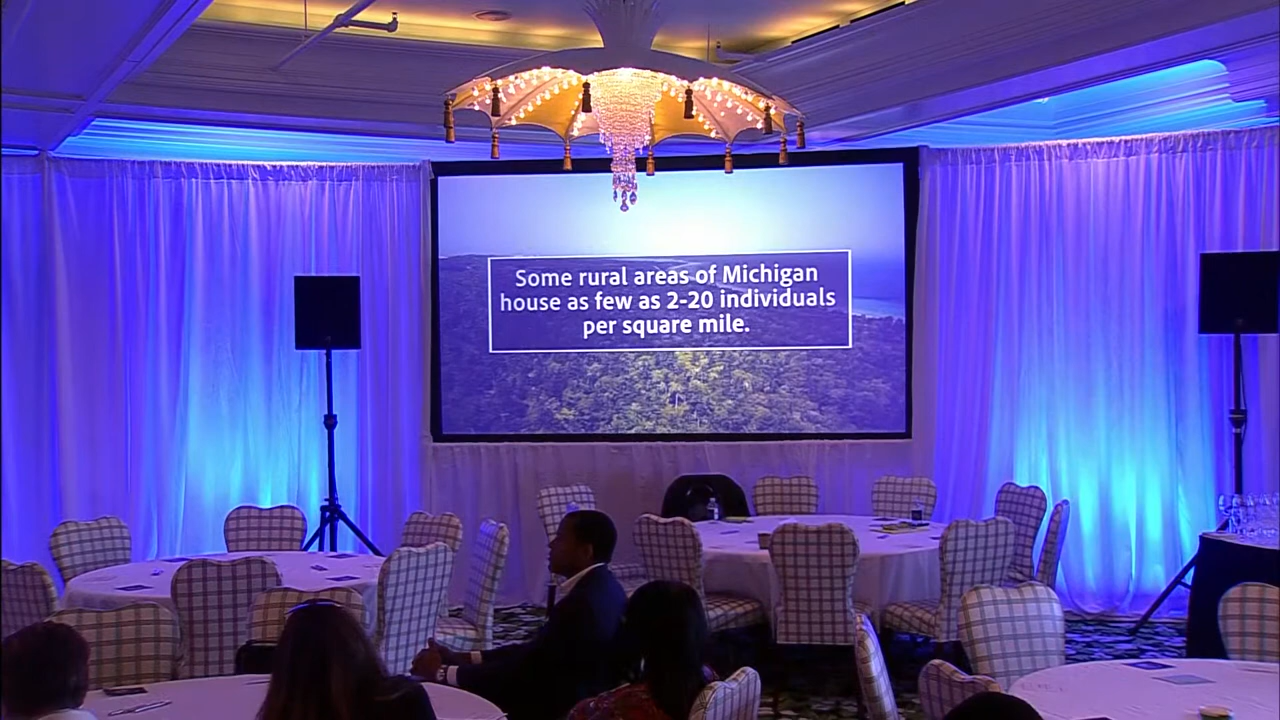 Some rural areas of Michigan
house as few as 2-20 individuals
per square mile.